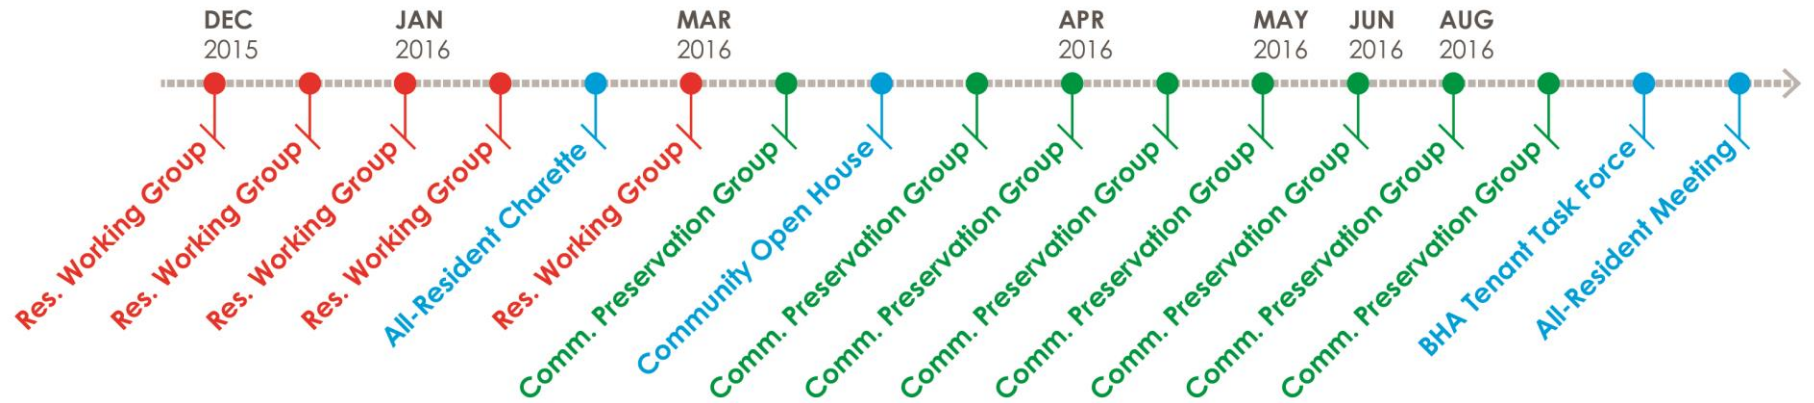 DEC
2015
JAN
2016
MAR
2016
APR
2016
MAY
2016
JUN
2016
AUG
2016
Res. Working Group
Res. Working Group
Res. Working Group
Res. Working Group
All-Resident Charette
Res. Working Group
Comm. Preservation Group
Community Open House
Comm. Preservation Group
Comm. Preservation Group
Comm. Preservation Group
Comm. Preservation Group
Comm. Preservation Group
Comm. Preservation Group
Comm. Preservation Group
BHA Tenant Task Force
All-Resident Meeting